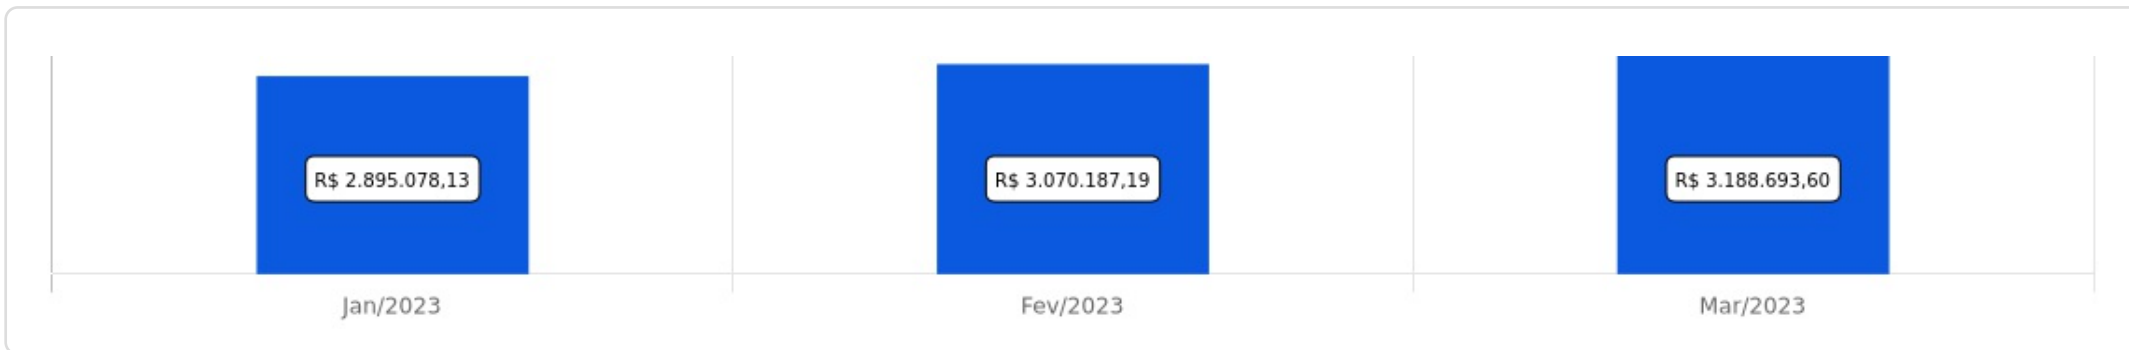 R$ 2.895.078,13
R$ 3.070.187,19
R$ 3.188.693,60
Jan/2023
Fev/2023
Mar/2023